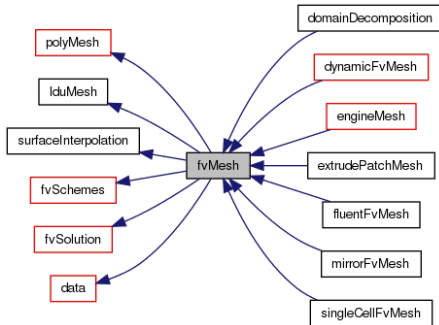 polyMesh
lduMesh
surfaceInterpolation
fvSchemes
fvSolution
data
fvMesh
domainDecomposition
dynamicFvMesh
engineMesh
extrudePatchMesh
fluentFvMesh
mirrorFvMesh
singleCellFvMesh